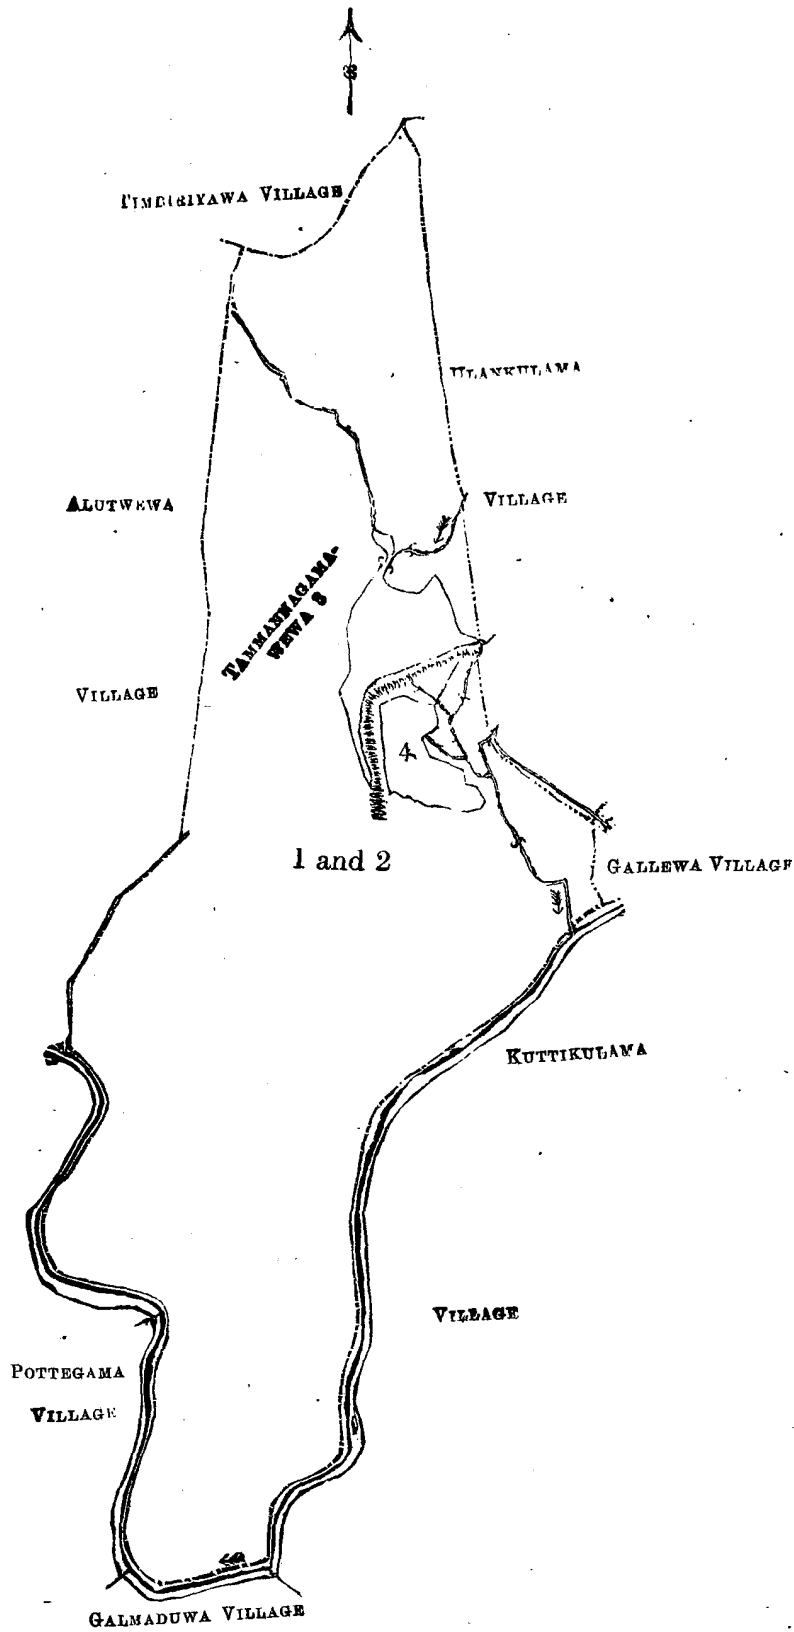 TIMBIRIYAWA VILLAGE
ULANKULAMA
VILLAGE
ALUTWEWA
VILLAGE
TAMMANNAGAMA-
WEWA 3
4
1 and 2
GALLEWA VILLAGE
KUTTIKULAMA
VILLAGE
POTTEGAMA
VILLAGE
GALMADUWA VILLAGE